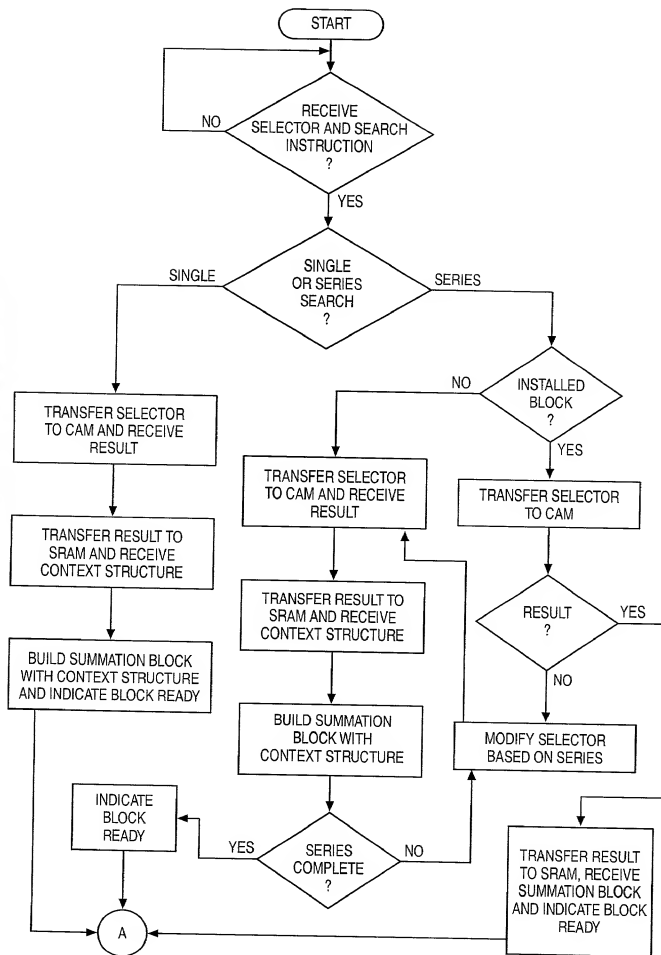 START
RECEIVE
SELECTOR AND SEARCH
INSTRUCTION
?
NO
YES
SINGLE
OR SERIES
SEARCH
?
SINGLE
SERIES
INSTALLED
BLOCK
?
NO
YES
TRANSFER SELECTOR
TO CAM AND RECEIVE
RESULT
TRANSFER SELECTOR
TO CAM AND RECEIVE
RESULT
TRANSFER SELECTOR
TO CAM
TRANSFER RESULT TO
SRAM AND RECEIVE
CONTEXT STRUCTURE
TRANSFER RESULT TO
SRAM AND RECEIVE
CONTEXT STRUCTURE
RESULT
?
YES
NO
BUILD SUMMATION BLOCK
WITH CONTEXT STRUCTURE
AND INDICATE BLOCK READY
BUILD SUMMATION
BLOCK WITH
CONTEXT STRUCTURE
MODIFY SELECTOR
BASED ON SERIES
INDICATE
BLOCK
READY
YES
SERIES
COMPLETE
?
NO
TRANSFER RESULT
TO SRAM, RECEIVE
SUMMATION BLOCK
AND INDICATE BLOCK
READY
A